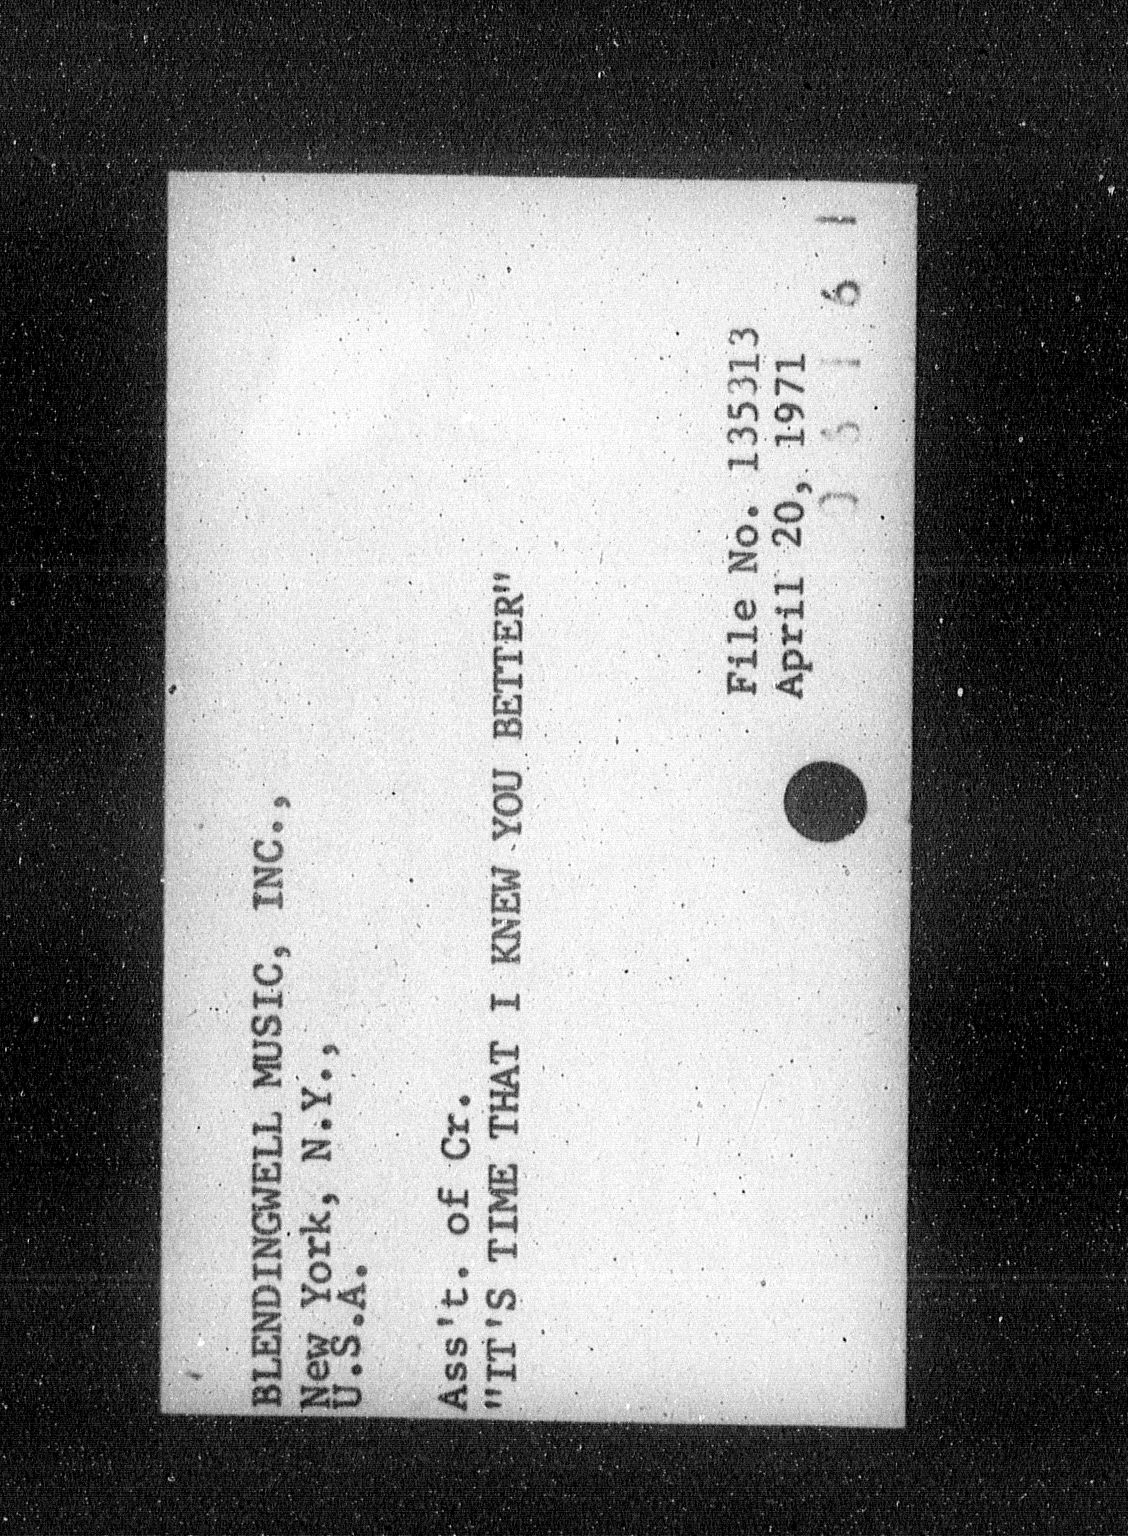 BLENDINGWELL MUSIC, INC.,
New York, N.Y.,
U.S.A.
Ass't. of Cr.
"IT'S TIME THAT I KNEW YOU BETTER"
File No. 135313
April 20, 1971